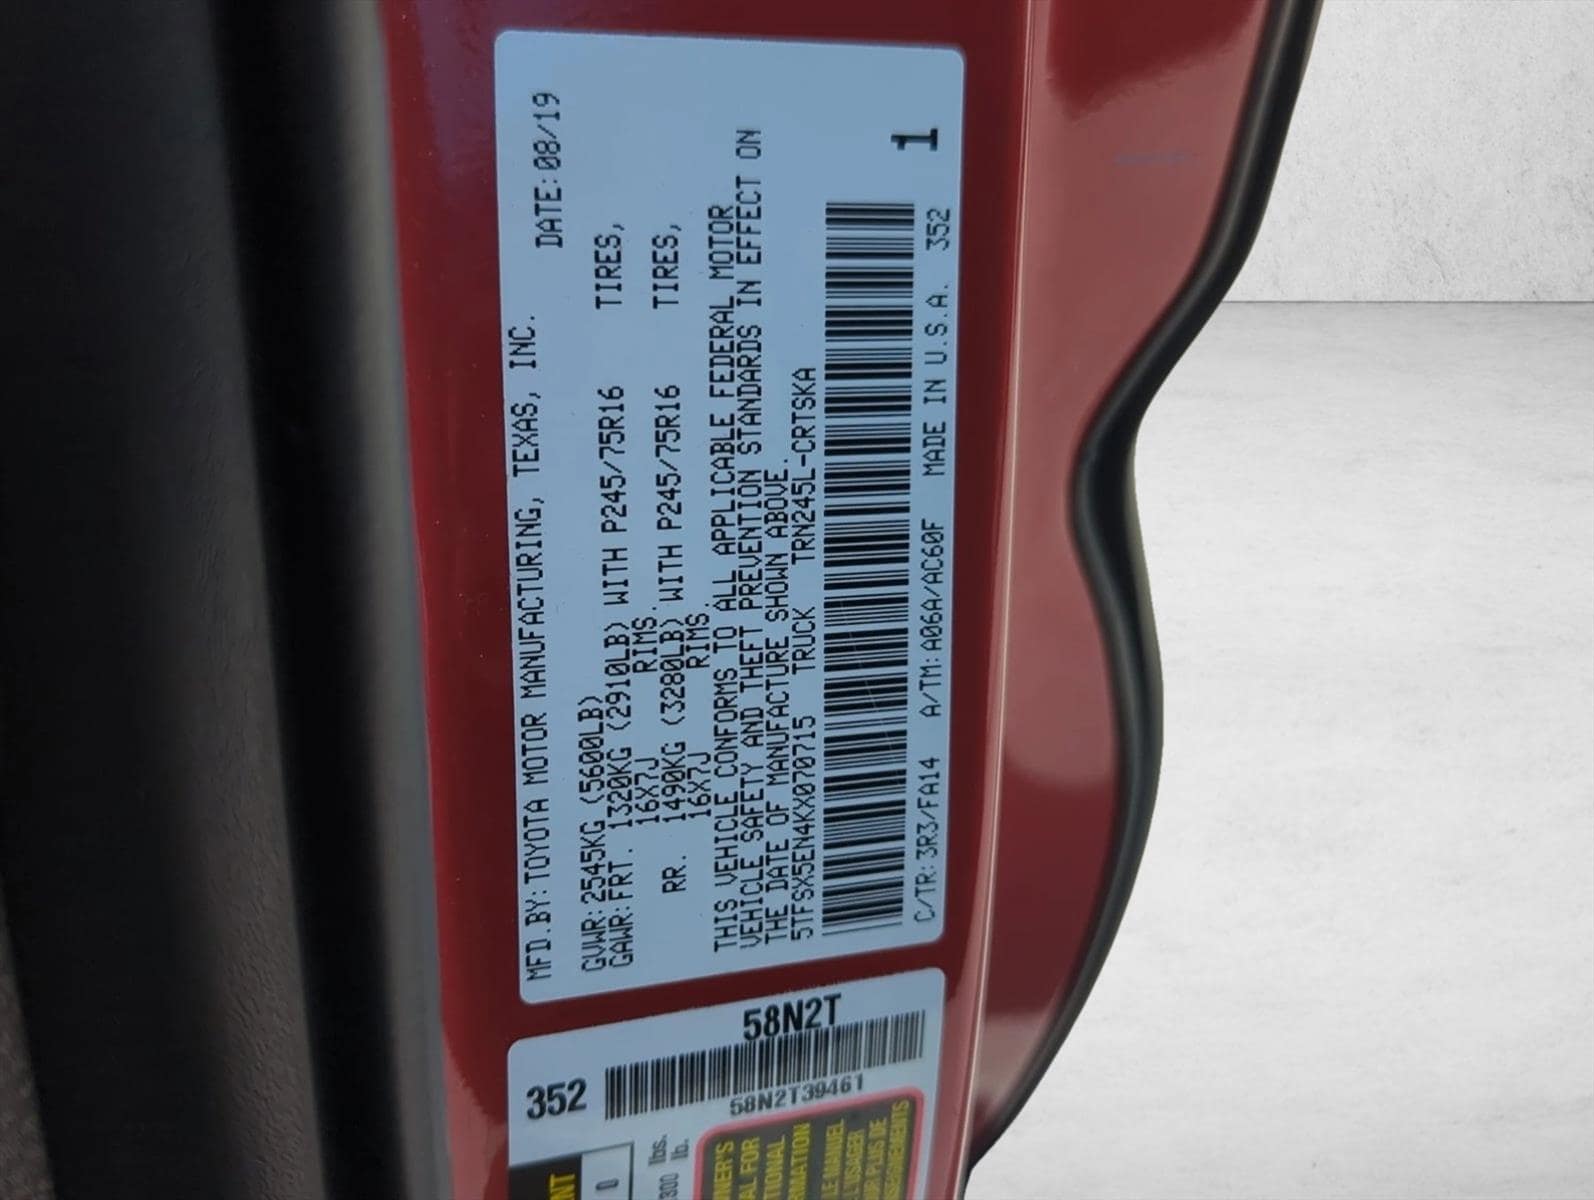 MFD.BY:TOYOTA MOTOR MANUFACTURING, TEXAS, INC. DATE:08/19
GVWR:2545KG (5600LB)
GAWR:FRT. 1320KG (2910LB) WITH P245/75R16 TIRES,
16X7J RIMS.
RR. 1490KG (3280LB) WITH P245/75R16 TIRES,
16X7J RIMS.
THIS VEHICLE CONFORMS TO ALL APPLICABLE FEDERAL MOTOR
VEHICLE SAFETY AND THEFT PREVENTION STANDARDS IN EFFECT ON
THE DATE OF MANUFACTURE SHOWN ABOVE.
5TFSX5EN4KX070715 TRUCK TRN245L-CRTSKA
1
C/TR:3R3/FA14 A/TM:A06A/AC60F MADE IN U.S.A. 352
352
58N2T
58N2T39461
lbs.
lb.